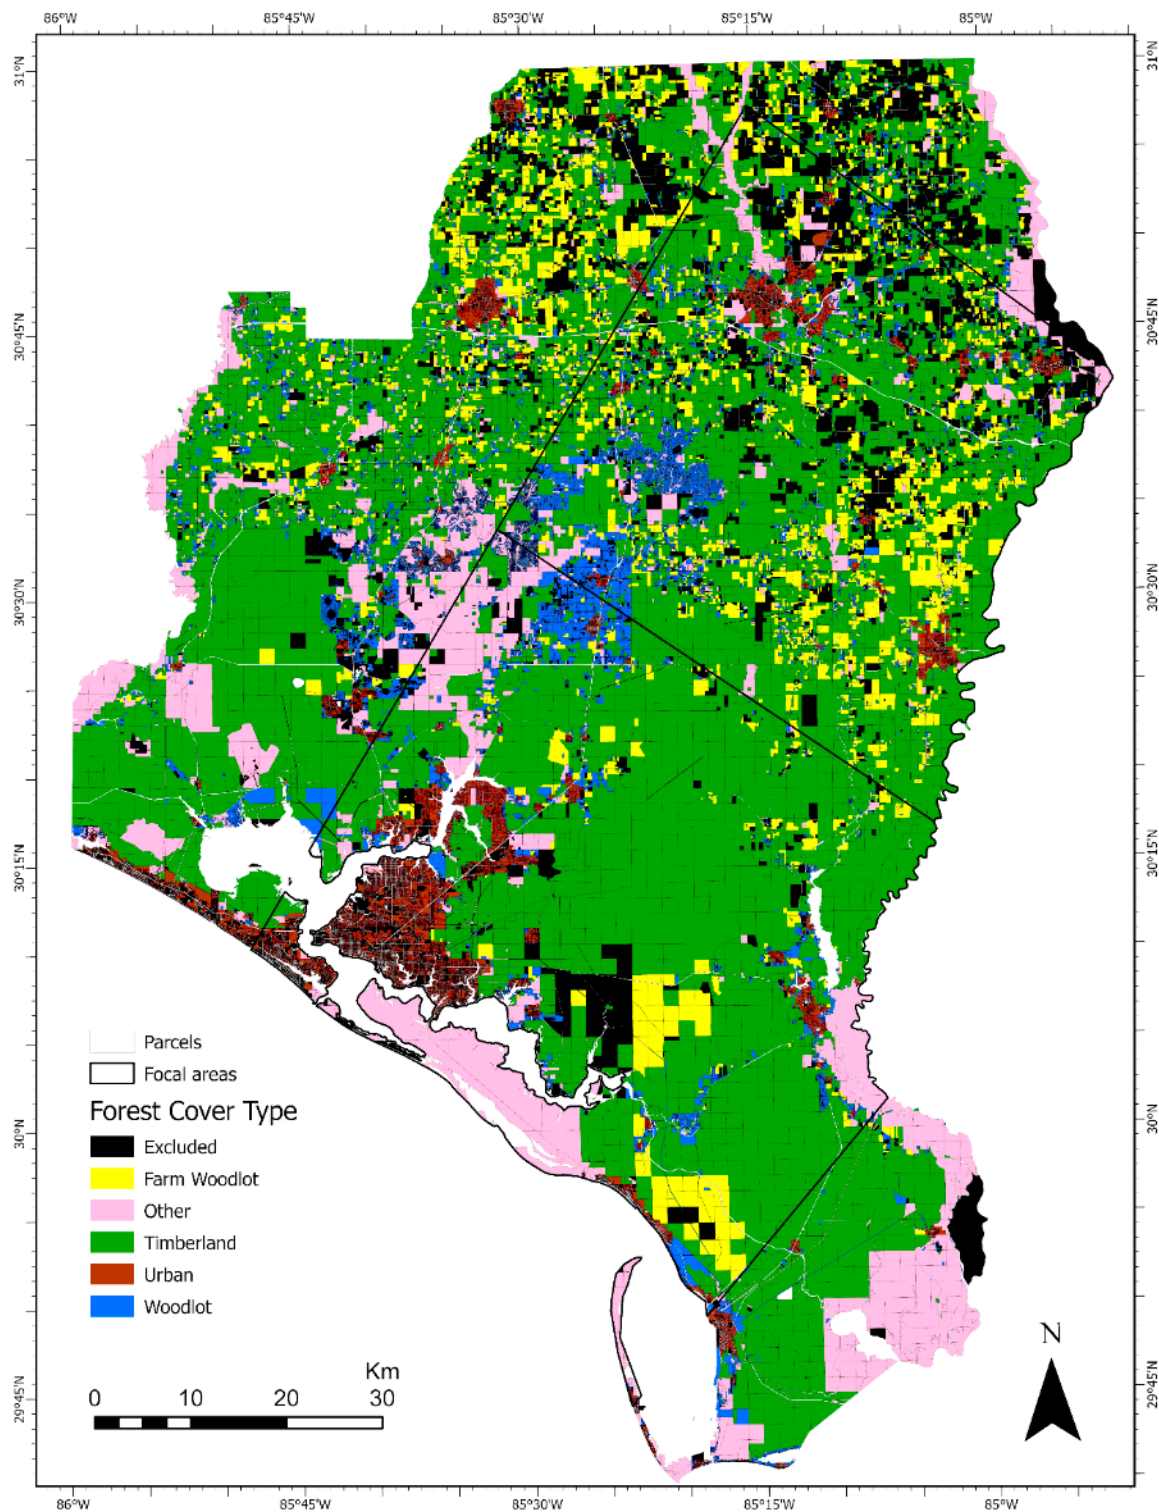 86°W 85°45'W 85°30'W 85°15'W 85°W
31°N 31°N
30°45'N 30°45'N
30°30'N 30°30'N
30°15'N 30°15'N
30°N 30°N
29°45'N 29°45'N
Parcels
Focal areas
Forest Cover Type
Excluded
Farm Woodlot
Other
Timberland
Urban
Woodlot
Km
0 10 20 30
N
86°W 85°45'W 85°30'W 85°15'W 85°W